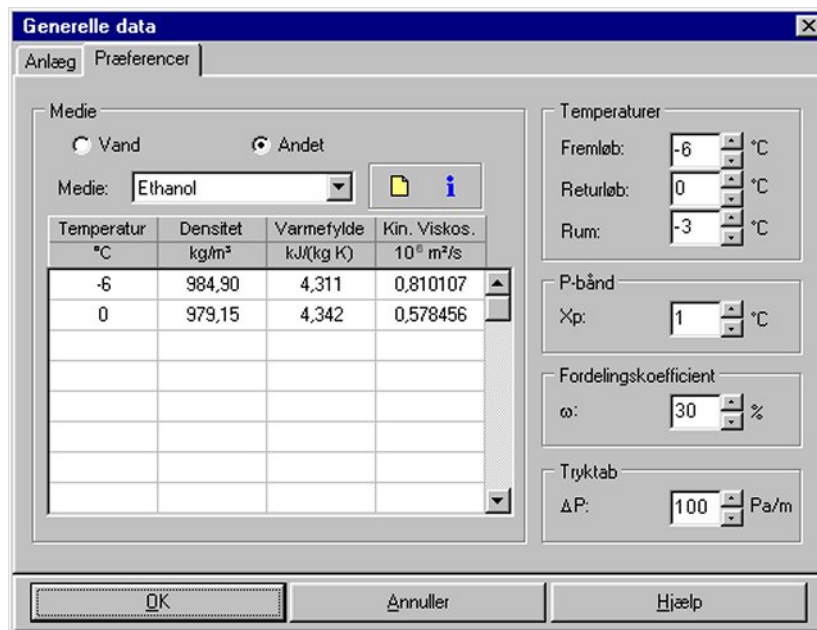 Generelle data
Anlæg Præferencer
Medie
Vand Andet
Medie: Ethanol
Temperatur Densitet Varmefylde Kin. Viskos.
°C kg/m³ kJ/(kg K) 10⁶ m²/s
-6 984,90 4,311 0,810107
0 979,15 4,342 0,578456
Temperaturer
Fremløb: -6 °C
Returløb: 0 °C
Rum: -3 °C
P-bånd
Xp: 1 °C
Fordelingskoefficient
ω: 30 %
Tryktab
ΔP: 100 Pa/m
OK Annuller Hjælp